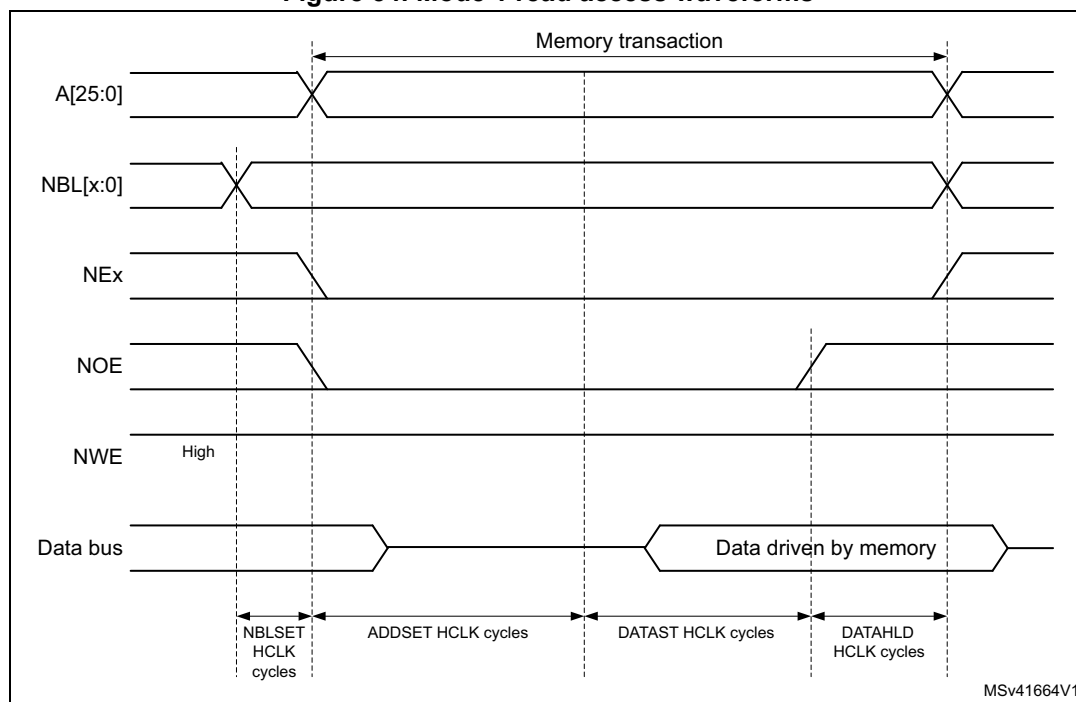 Memory transaction
A[25:0]
NBL[x:0]
NEx
NOE
NWE
High
Data bus
Data driven by memory
NBLSET
HCLK
cycles
ADDSET HCLK cycles
DATAST HCLK cycles
DATAHLD
HCLK cycles
MSv41664V1